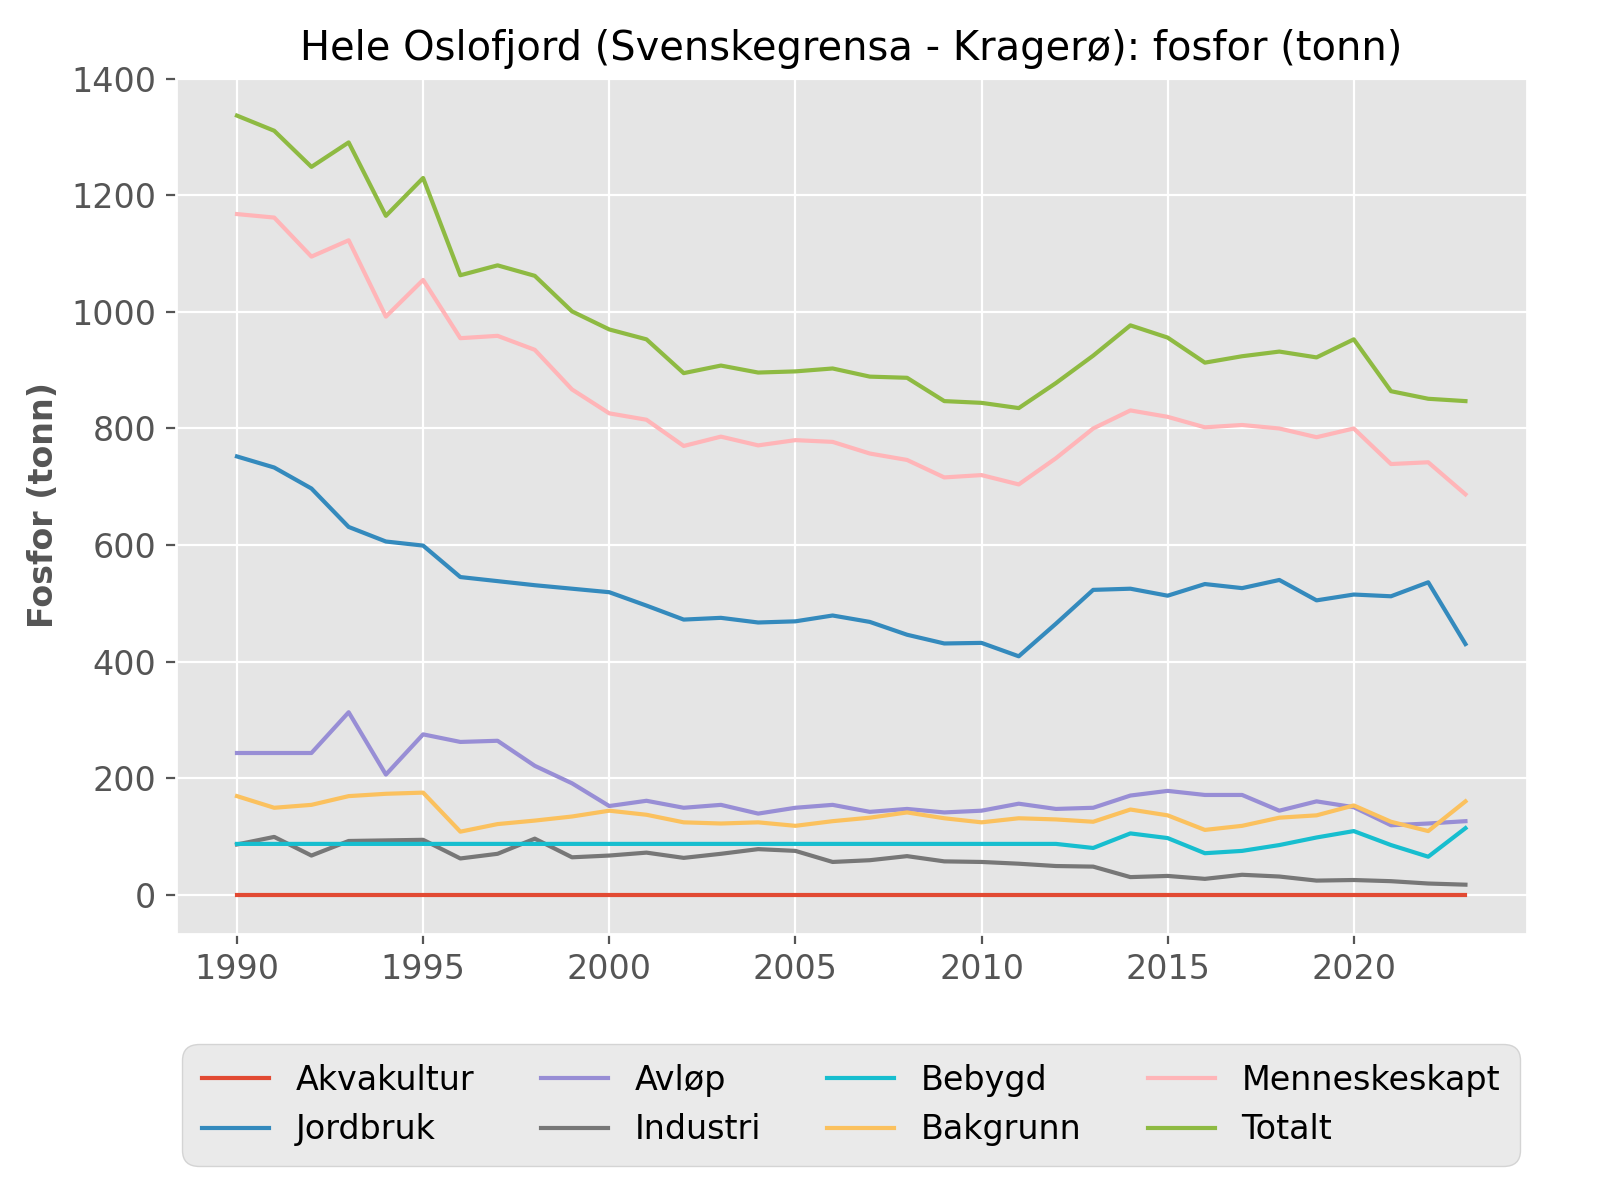 Hele Oslofjord (Svenskegrensa - Kragerø): fosfor (tonn)
1400
1200
1000
800
600
400
200
0
Fosfor (tonn)
1990 1995 2000 2005 2010 2015 2020
Akvakultur Avløp Bebygd Menneskeskapt
Jordbruk Industri Bakgrunn Totalt